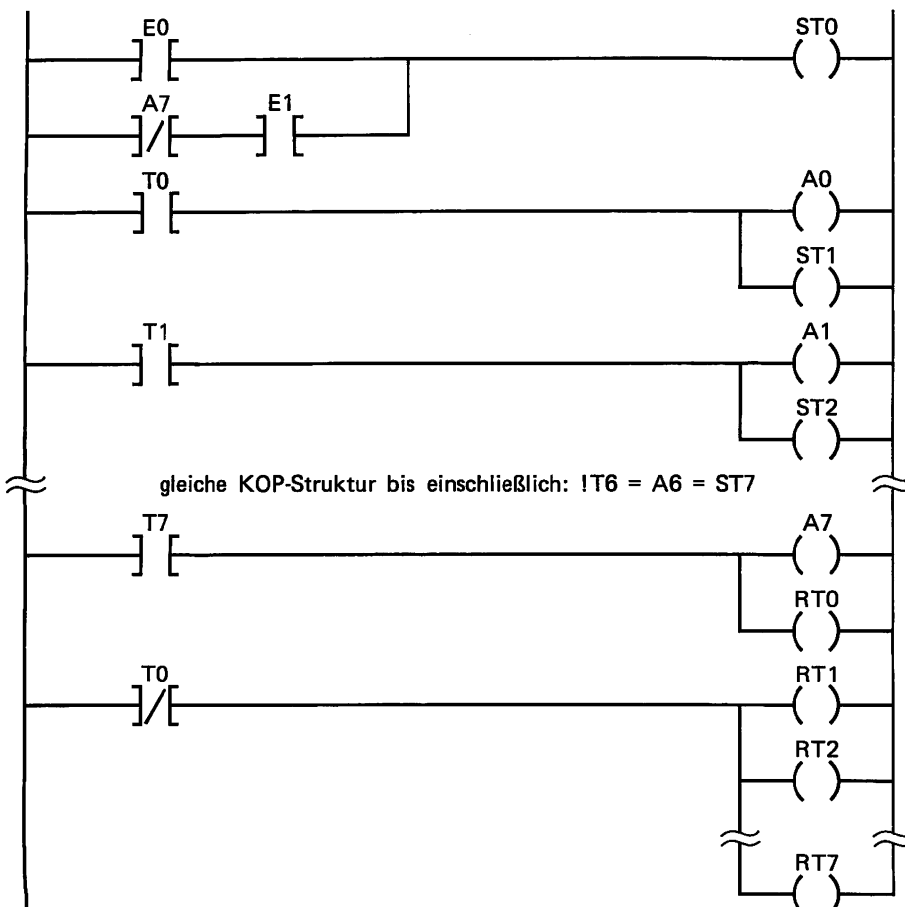 E0 ST0
A7 E1
T0 A0
ST1
T1 A1
ST2
gleiche KOP-Struktur bis einschließlich: !T6 = A6 = ST7
T7 A7
RT0
T0 RT1
RT2
RT7